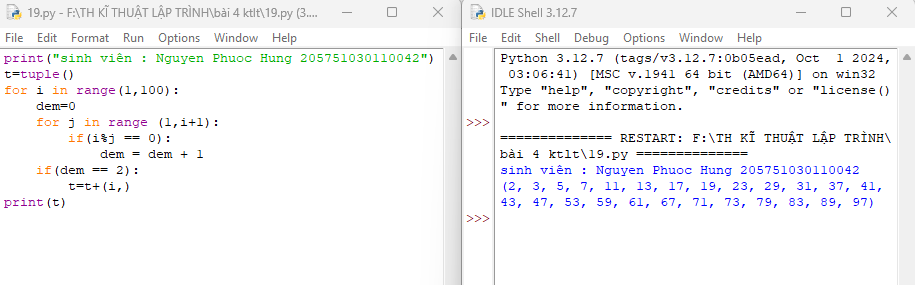 19.py - F:\TH KĨ THUẬT LẬP TRÌNH\bài 4 ktlt\19.py (3....
File Edit Format Run Options Window Help
print("sinh viên : Nguyen Phuoc Hung 205751030110042")
t=tuple()
for i in range(1,100):
    dem=0
    for j in range (1,i+1):
        if(i%j == 0):
            dem = dem + 1
    if(dem == 2):
        t=t+(i,)
print(t)
IDLE Shell 3.12.7
File Edit Shell Debug Options Window Help
Python 3.12.7 (tags/v3.12.7:0b05ead, Oct  1 2024,
 03:06:41) [MSC v.1941 64 bit (AMD64)] on win32
Type "help", "copyright", "credits" or "license()
" for more information.
>>>
============== RESTART: F:\TH KĨ THUẬT LẬP TRÌNH\
bài 4 ktlt\19.py ==============
sinh viên : Nguyen Phuoc Hung 205751030110042
(2, 3, 5, 7, 11, 13, 17, 19, 23, 29, 31, 37, 41,
43, 47, 53, 59, 61, 67, 71, 73, 79, 83, 89, 97)
>>>